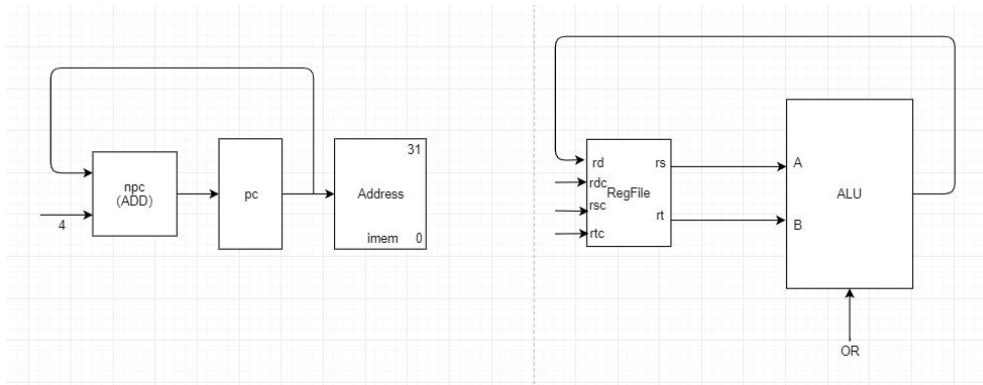 npc
(ADD)
4
pc
31
Address
imem 0
rd
rdc
rsc
rtc
RegFile
rs
rt
A
B
ALU
OR